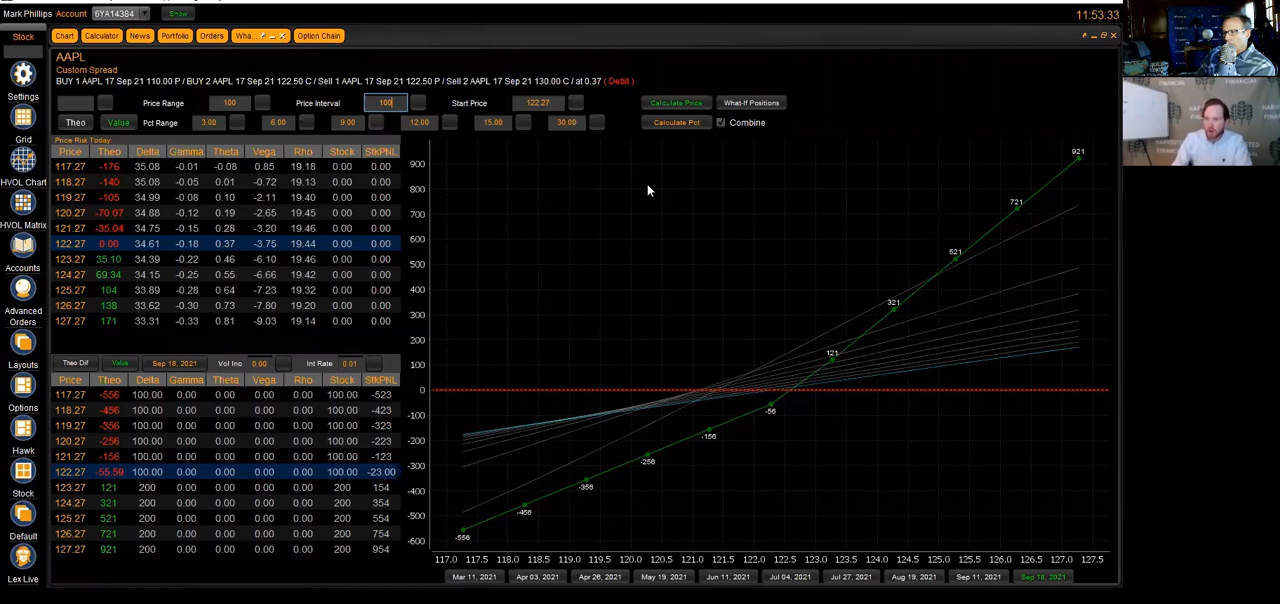 Mark Phillips Account 6YA14384 Show 11:53:33
Stock
Chart Calculator News Portfolio Orders Wha... Option Chain
AAPL
Custom Spread
BUY 1 AAPL 17 Sep 21 110.00 P / BUY 2 AAPL 17 Sep 21 122.50 C / Sell 1 AAPL 17 Sep 21 122.50 P / Sell 2 AAPL 17 Sep 21 130.00 C / at 0.37 ( Debit )
Price Range 100 Price Interval 100 Start Price 122.27 Calculate Price What-If Positions
Theo Value Pct Range 3.00 6.00 9.00 12.00 15.00 30.00 Calculate Pct Combine
Price Risk Today
Price Theo Delta Gamma Theta Vega Rho Stock StkPNL
117.27 -176 35.08 -0.01 -0.08 0.85 19.18 0.00 0.00
118.27 -140 35.08 -0.05 0.01 -0.72 19.13 0.00 0.00
119.27 -105 34.99 -0.08 0.10 -2.11 19.40 0.00 0.00
120.27 -70.07 34.88 -0.12 0.19 -2.65 19.45 0.00 0.00
121.27 -35.04 34.75 -0.15 0.28 -3.20 19.46 0.00 0.00
122.27 0.00 34.61 -0.18 0.37 -3.75 19.44 0.00 0.00
123.27 35.10 34.39 -0.22 0.46 -6.10 19.46 0.00 0.00
124.27 69.34 34.15 -0.25 0.55 -6.66 19.42 0.00 0.00
125.27 104 33.89 -0.28 0.64 -7.23 19.32 0.00 0.00
126.27 138 33.62 -0.30 0.73 -7.80 19.20 0.00 0.00
127.27 171 33.31 -0.33 0.81 -9.03 19.14 0.00 0.00
Theo Dif Value Sep 18, 2021 Vol Inc 0.00 Int Rate 0.01
Price Theo Delta Gamma Theta Vega Rho Stock StkPNL
117.27 -556 100.00 0.00 0.00 0.00 0.00 100.00 -523
118.27 -456 100.00 0.00 0.00 0.00 0.00 100.00 -423
119.27 -356 100.00 0.00 0.00 0.00 0.00 100.00 -323
120.27 -256 100.00 0.00 0.00 0.00 0.00 100.00 -223
121.27 -156 100.00 0.00 0.00 0.00 0.00 100.00 -123
122.27 -55.59 100.00 0.00 0.00 0.00 0.00 100.00 -23.00
123.27 121 200 0.00 0.00 0.00 0.00 200 154
124.27 321 200 0.00 0.00 0.00 0.00 200 354
125.27 521 200 0.00 0.00 0.00 0.00 200 554
126.27 721 200 0.00 0.00 0.00 0.00 200 754
127.27 921 200 0.00 0.00 0.00 0.00 200 954
Settings
Grid
HVOL Chart
HVOL Matrix
Accounts
Advanced
Orders
Layouts
Options
Hawk
Stock
Default
Lex Live
900
800
700
600
500
400
300
200
100
0
-100
-200
-300
-400
-500
-600
921
721
521
321
121
-56
-156
-256
-356
-456
-556
117.0 117.5 118.0 118.5 119.0 119.5 120.0 120.5 121.0 121.5 122.0 122.5 123.0 123.5 124.0 124.5 125.0 125.5 126.0 126.5 127.0 127.5
Mar 11, 2021 Apr 03, 2021 Apr 26, 2021 May 19, 2021 Jun 11, 2021 Jul 04, 2021 Jul 27, 2021 Aug 19, 2021 Sep 11, 2021 Sep 18, 2021